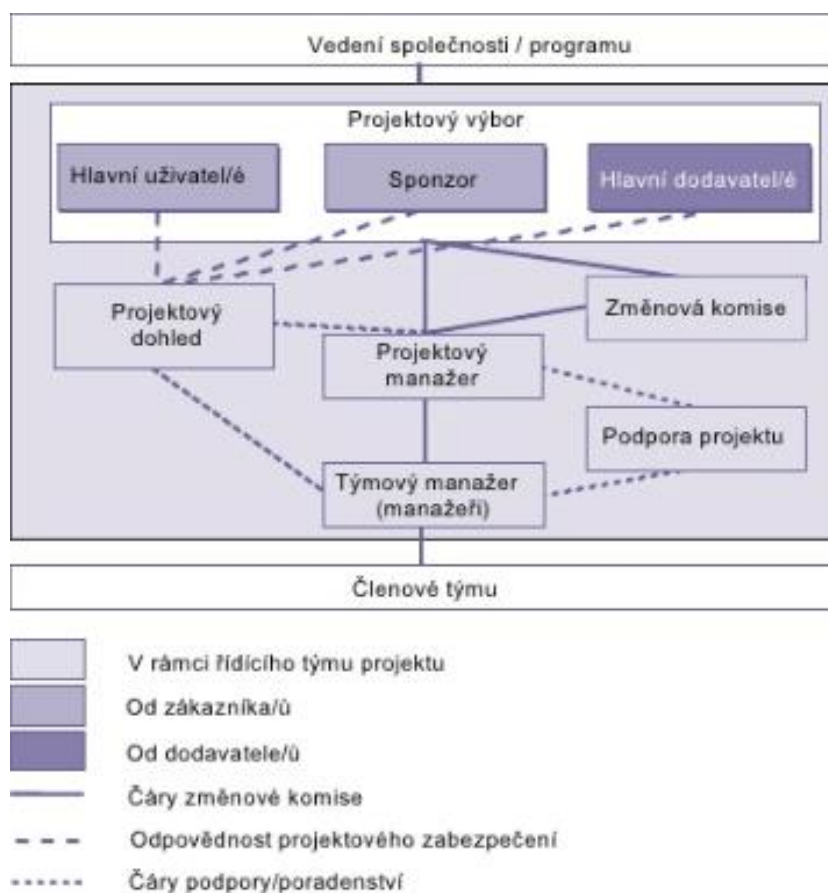 Vedení společnosti / programu
Projektový výbor
Hlavní uživatel/é
Sponzor
Hlavní dodavatel/é
Projektový
dohled
Změnová komise
Projektový
manažer
Podpora projektu
Týmový manažer
(manažeři)
Členové týmu
V rámci řídícího týmu projektu
Od zákazníka/ů
Od dodavatele/ů
Čáry změnové komise
Odpovědnost projektového zabezpečení
Čáry podpory/poradenství